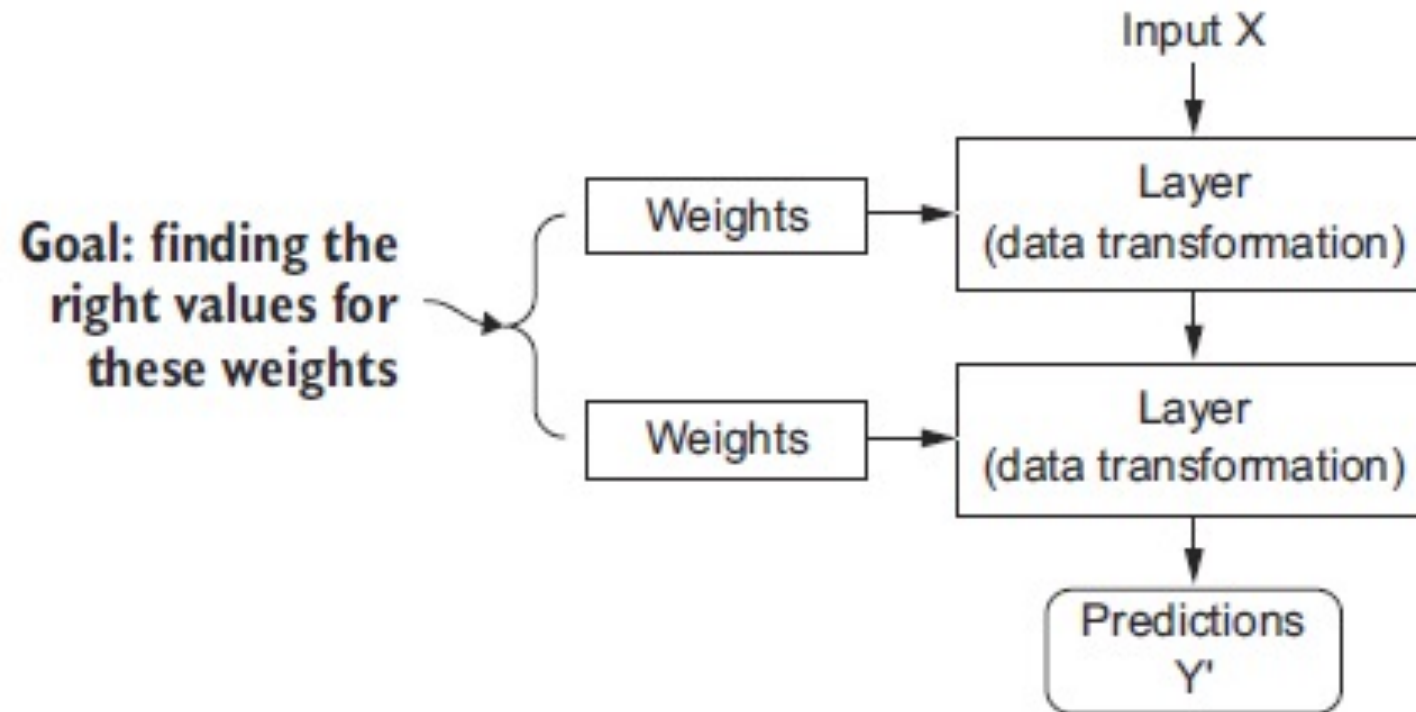 Input X
Goal: finding the
right values for
these weights
Weights
Layer
(data transformation)
Weights
Layer
(data transformation)
Predictions
Y'